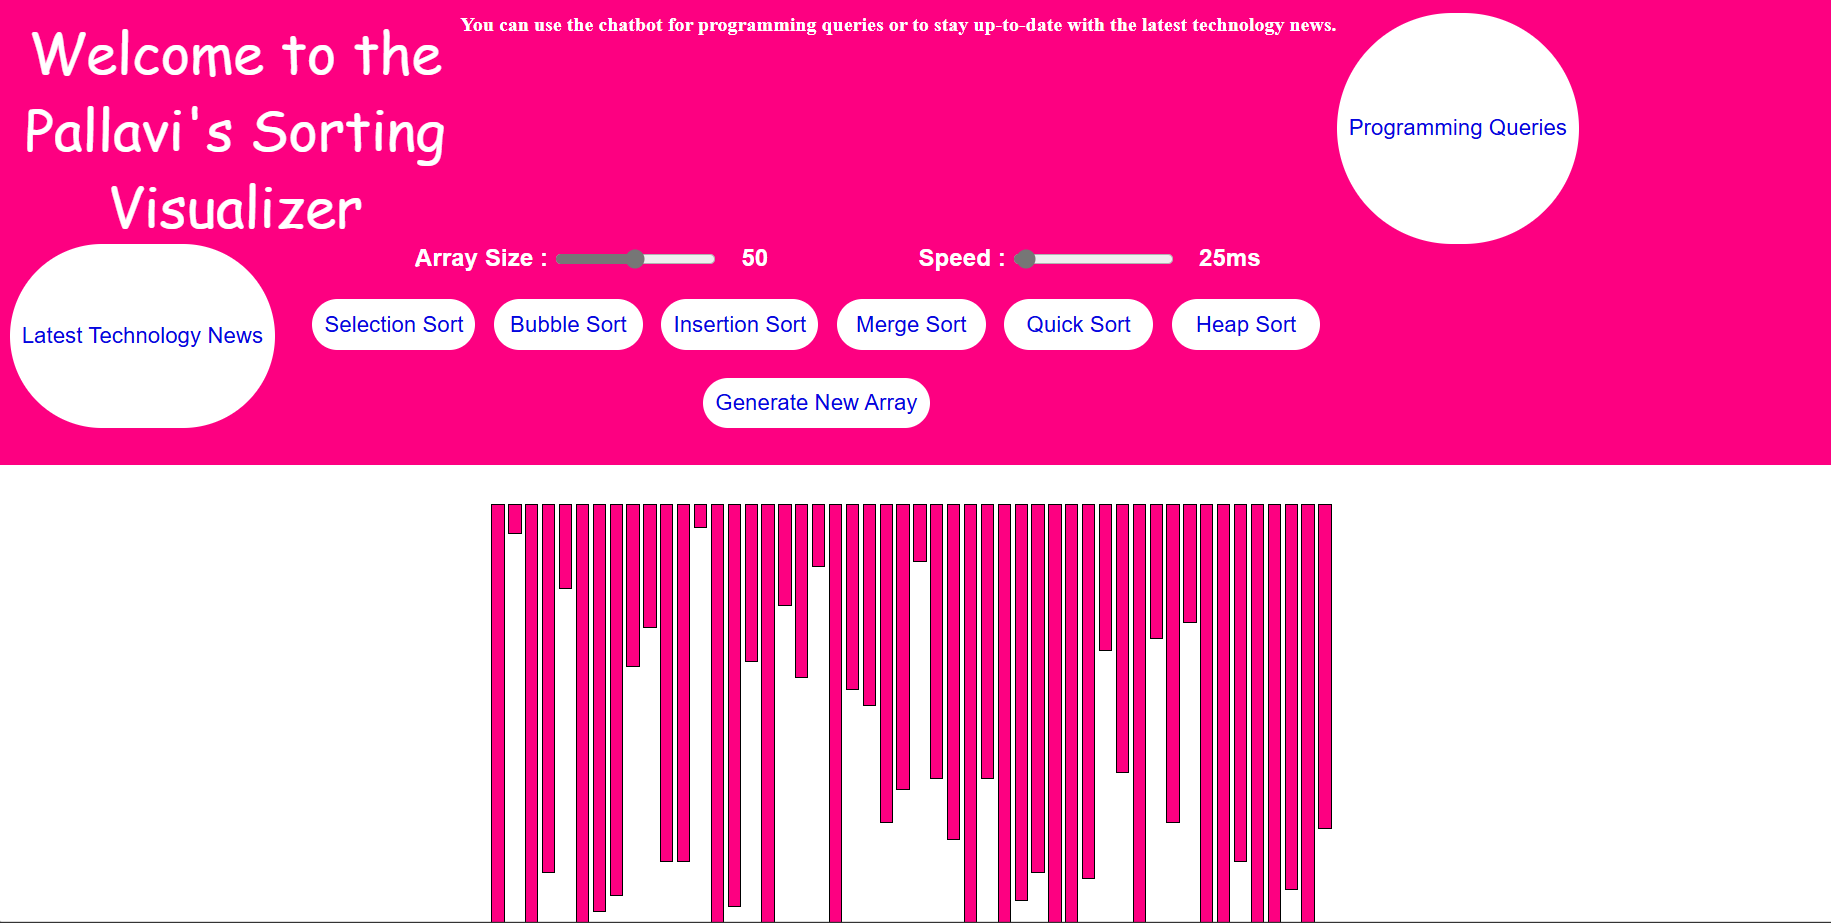 Welcome to the
Pallavi's Sorting
Visualizer
You can use the chatbot for programming queries or to stay up-to-date with the latest technology news.
Programming Queries
Latest Technology News
Array Size : 50
Speed : 25ms
Selection Sort
Bubble Sort
Insertion Sort
Merge Sort
Quick Sort
Heap Sort
Generate New Array